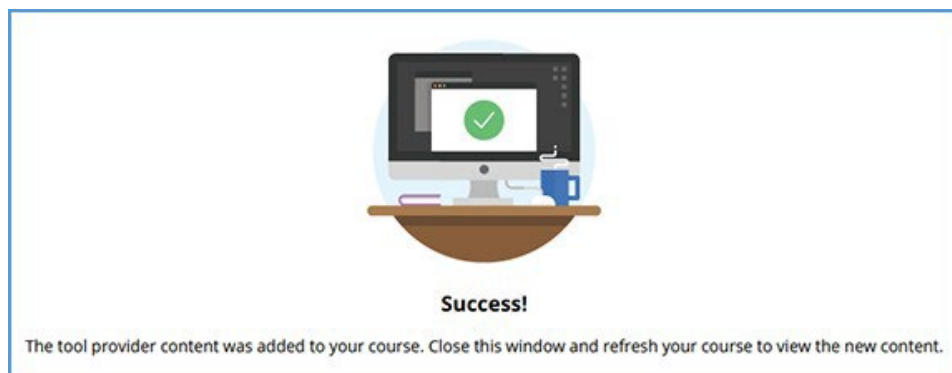 Success!
The tool provider content was added to your course. Close this window and refresh your course to view the new content.